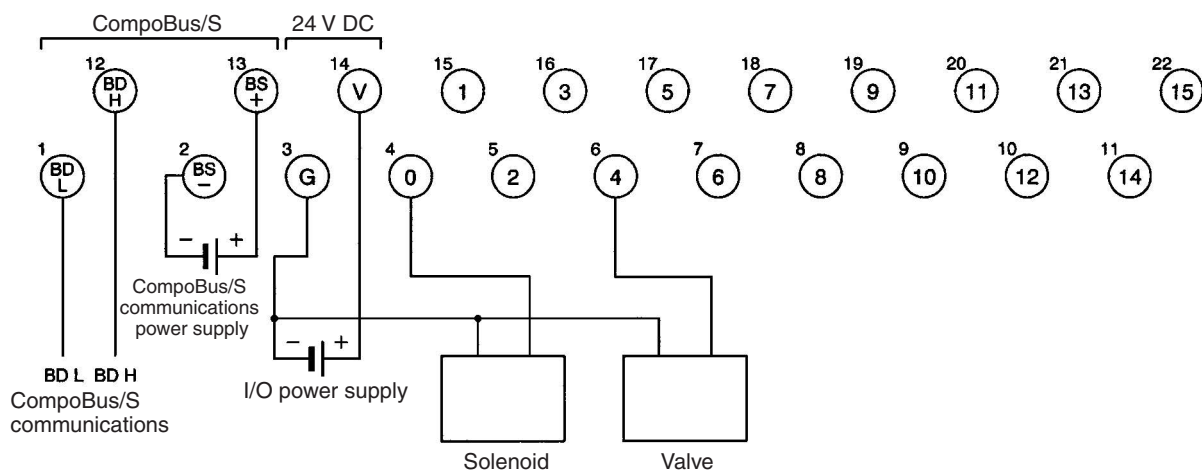 CompoBus/S 24 V DC
12 13 14 15 16 17 18 19 20 21 22
BD H BS + V 1 3 5 7 9 11 13 15
1 2 3 4 5 6 7 8 9 10 11
BD L BS – G 0 2 4 6 8 10 12 14
– +
CompoBus/S
communications
power supply
– +
I/O power supply
BD L BD H
CompoBus/S
communications
Solenoid Valve